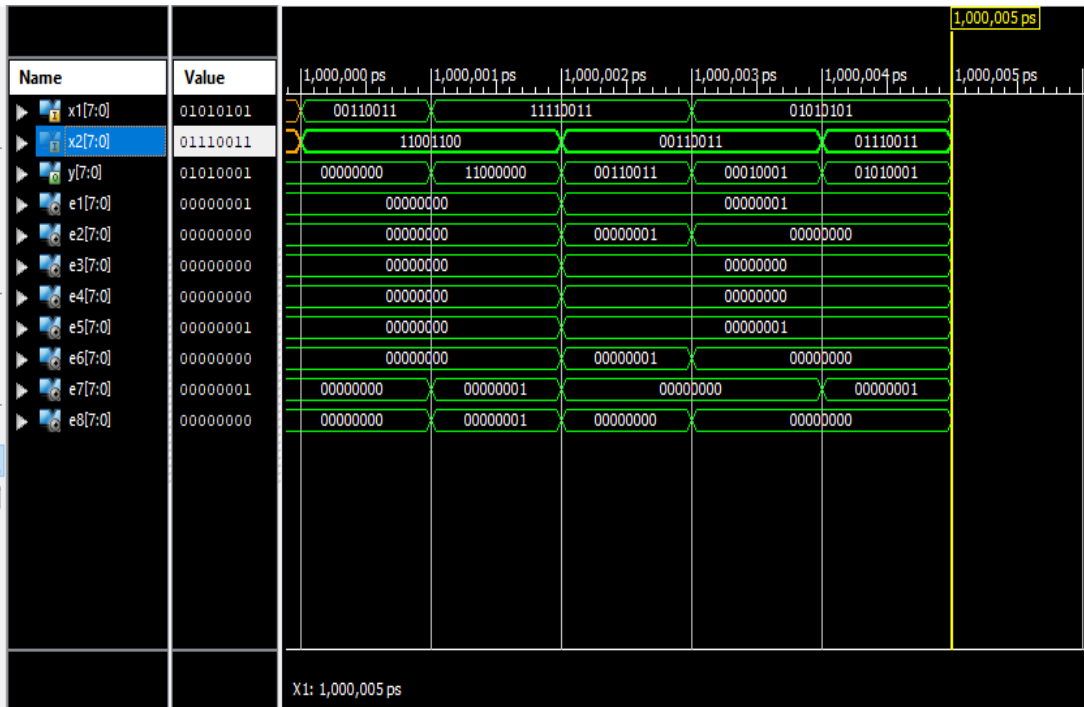 1,000,005 ps
Name Value 1,000,000 ps 1,000,001 ps 1,000,002 ps 1,000,003 ps 1,000,004 ps 1,000,005 ps
x1[7:0] 01010101 00110011 11110011 01010101
x2[7:0] 01110011 11001100 00110011 01110011
y[7:0] 01010001 00000000 11000000 00110011 00010001 01010001
e1[7:0] 00000001 00000000 00000001
e2[7:0] 00000000 00000000 00000001 00000000
e3[7:0] 00000000 00000000 00000000
e4[7:0] 00000000 00000000 00000000
e5[7:0] 00000001 00000000 00000001
e6[7:0] 00000000 00000000 00000001 00000000
e7[7:0] 00000001 00000000 00000001 00000000 00000001
e8[7:0] 00000000 00000000 00000001 00000000 00000000
X1: 1,000,005 ps